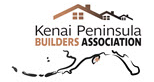 Kenai Peninsula
BUILDERS ASSOCIATION